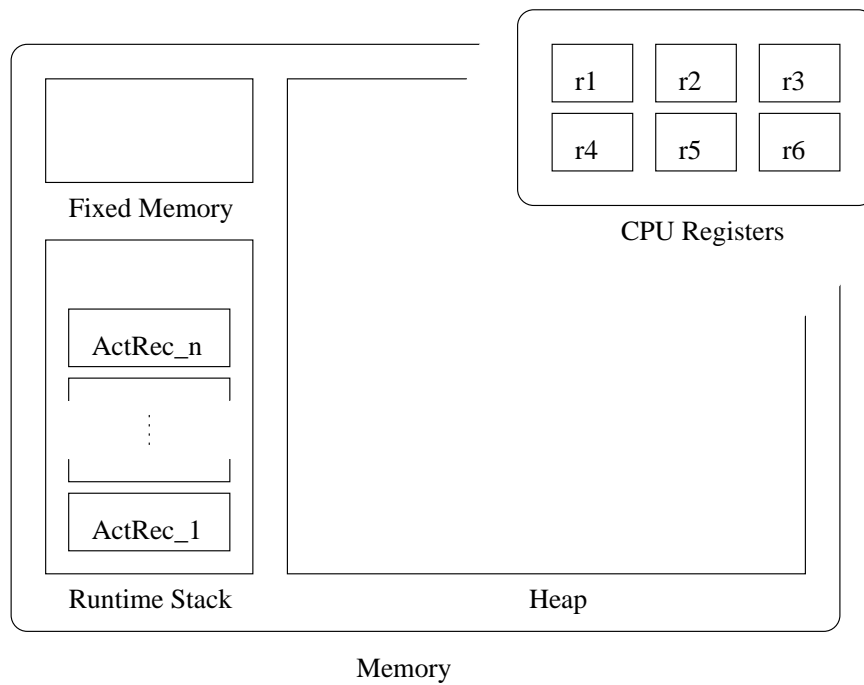 r1 r2 r3
r4 r5 r6
Fixed Memory
CPU Registers
ActRec_n
ActRec_1
Runtime Stack
Heap
Memory